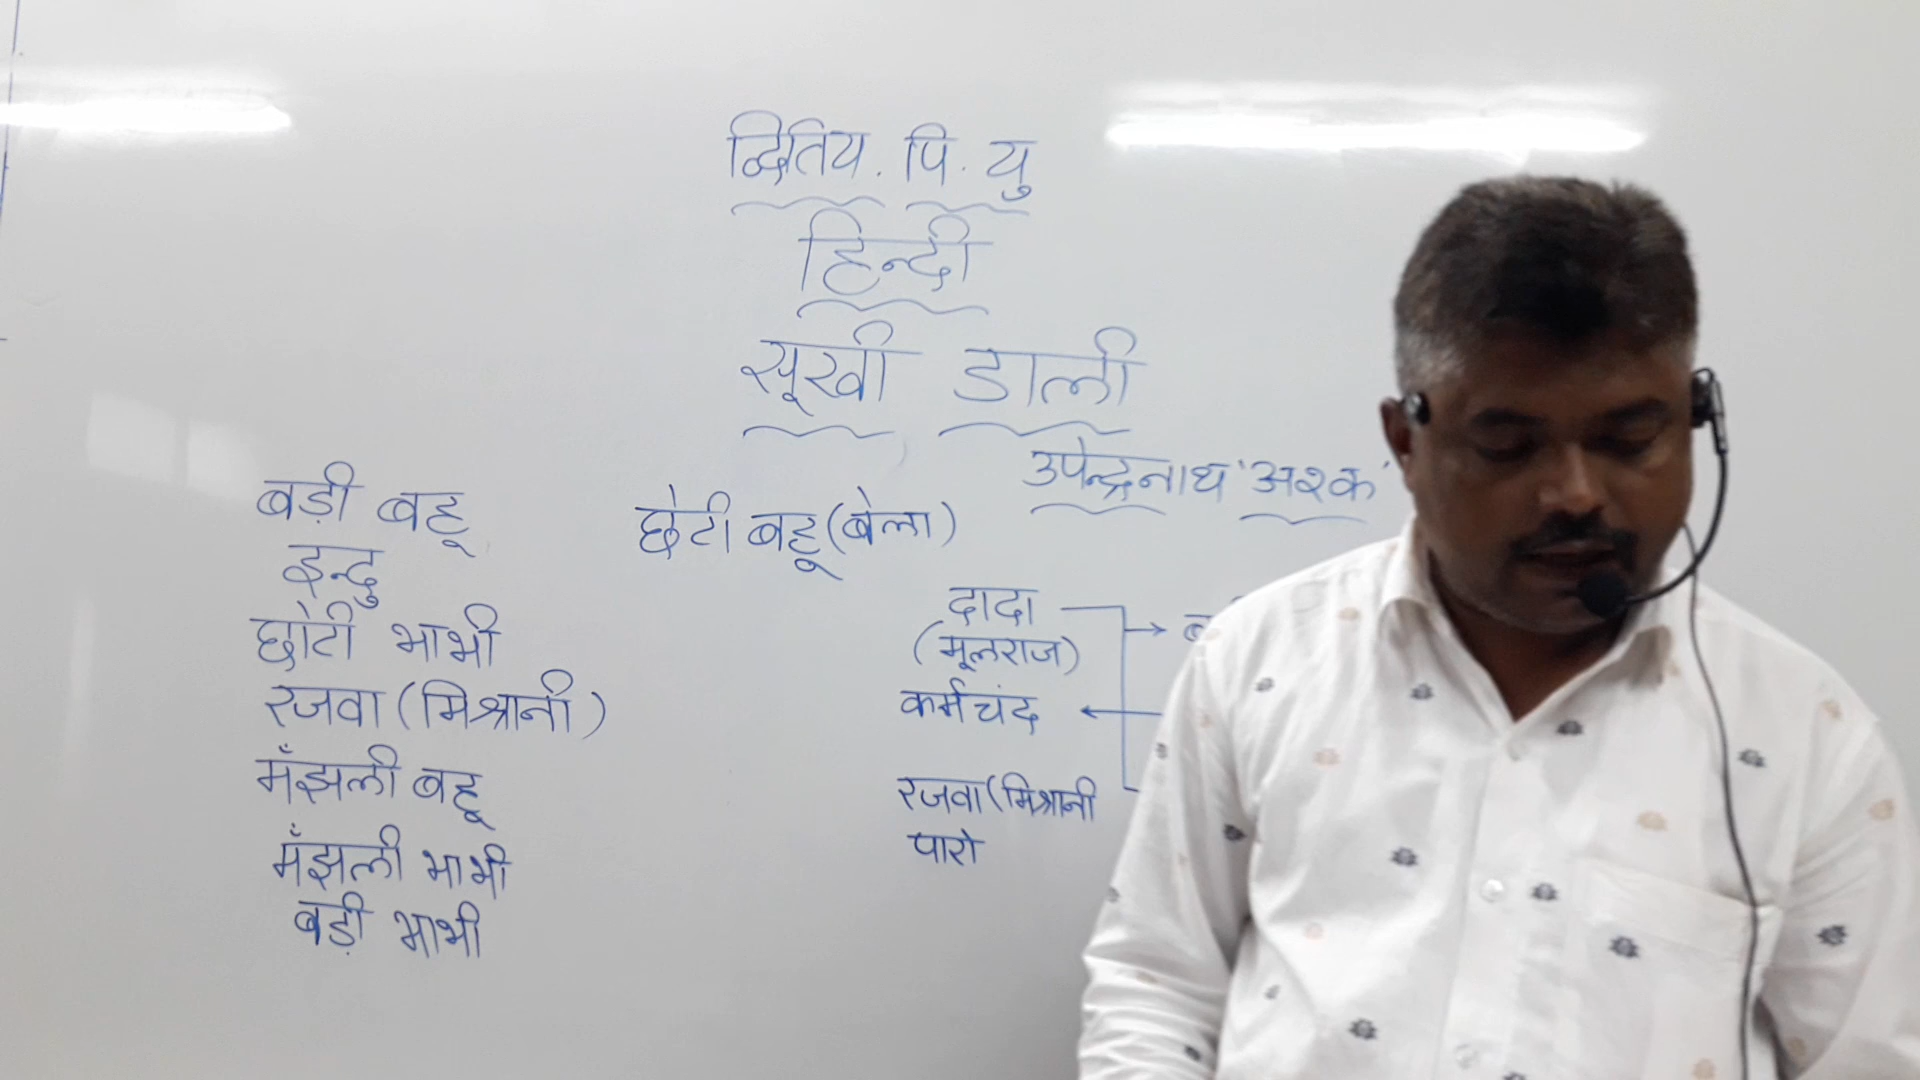 द्वितिय. पि. यु
हिन्दी
सूखी डाली
उपेन्द्रनाथ 'अश्क'
बड़ी बहू
इन्दु
छोटी भाभी
रजवा (मिश्रानी)
मँझली बहू
मँझली भाभी
बड़ी भाभी
छोटी बहू (बेला)
दादा
(मूलराज)
कर्मचंद
रजवा (मिश्रानी
पारो